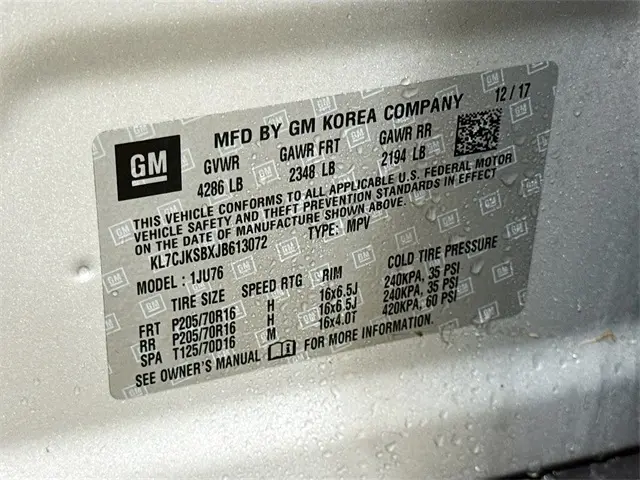 GM
MFD BY GM KOREA COMPANY 12/17
GVWR GAWR FRT GAWR RR
4286 LB 2348 LB 2194 LB
THIS VEHICLE CONFORMS TO ALL APPLICABLE U.S. FEDERAL MOTOR
VEHICLE SAFETY AND THEFT PREVENTION STANDARDS IN EFFECT
ON THE DATE OF MANUFACTURE SHOWN ABOVE.
KL7CJKSBXJB613072 TYPE: MPV
MODEL : 1JU76
TIRE SIZE SPEED RTG RIM COLD TIRE PRESSURE
FRT P205/70R16 H 16x6.5J 240KPA, 35 PSI
RR P205/70R16 H 16x6.5J 240KPA, 35 PSI
SPA T125/70D16 M 16x4.0T 420KPA, 60 PSI
SEE OWNER'S MANUAL FOR MORE INFORMATION.